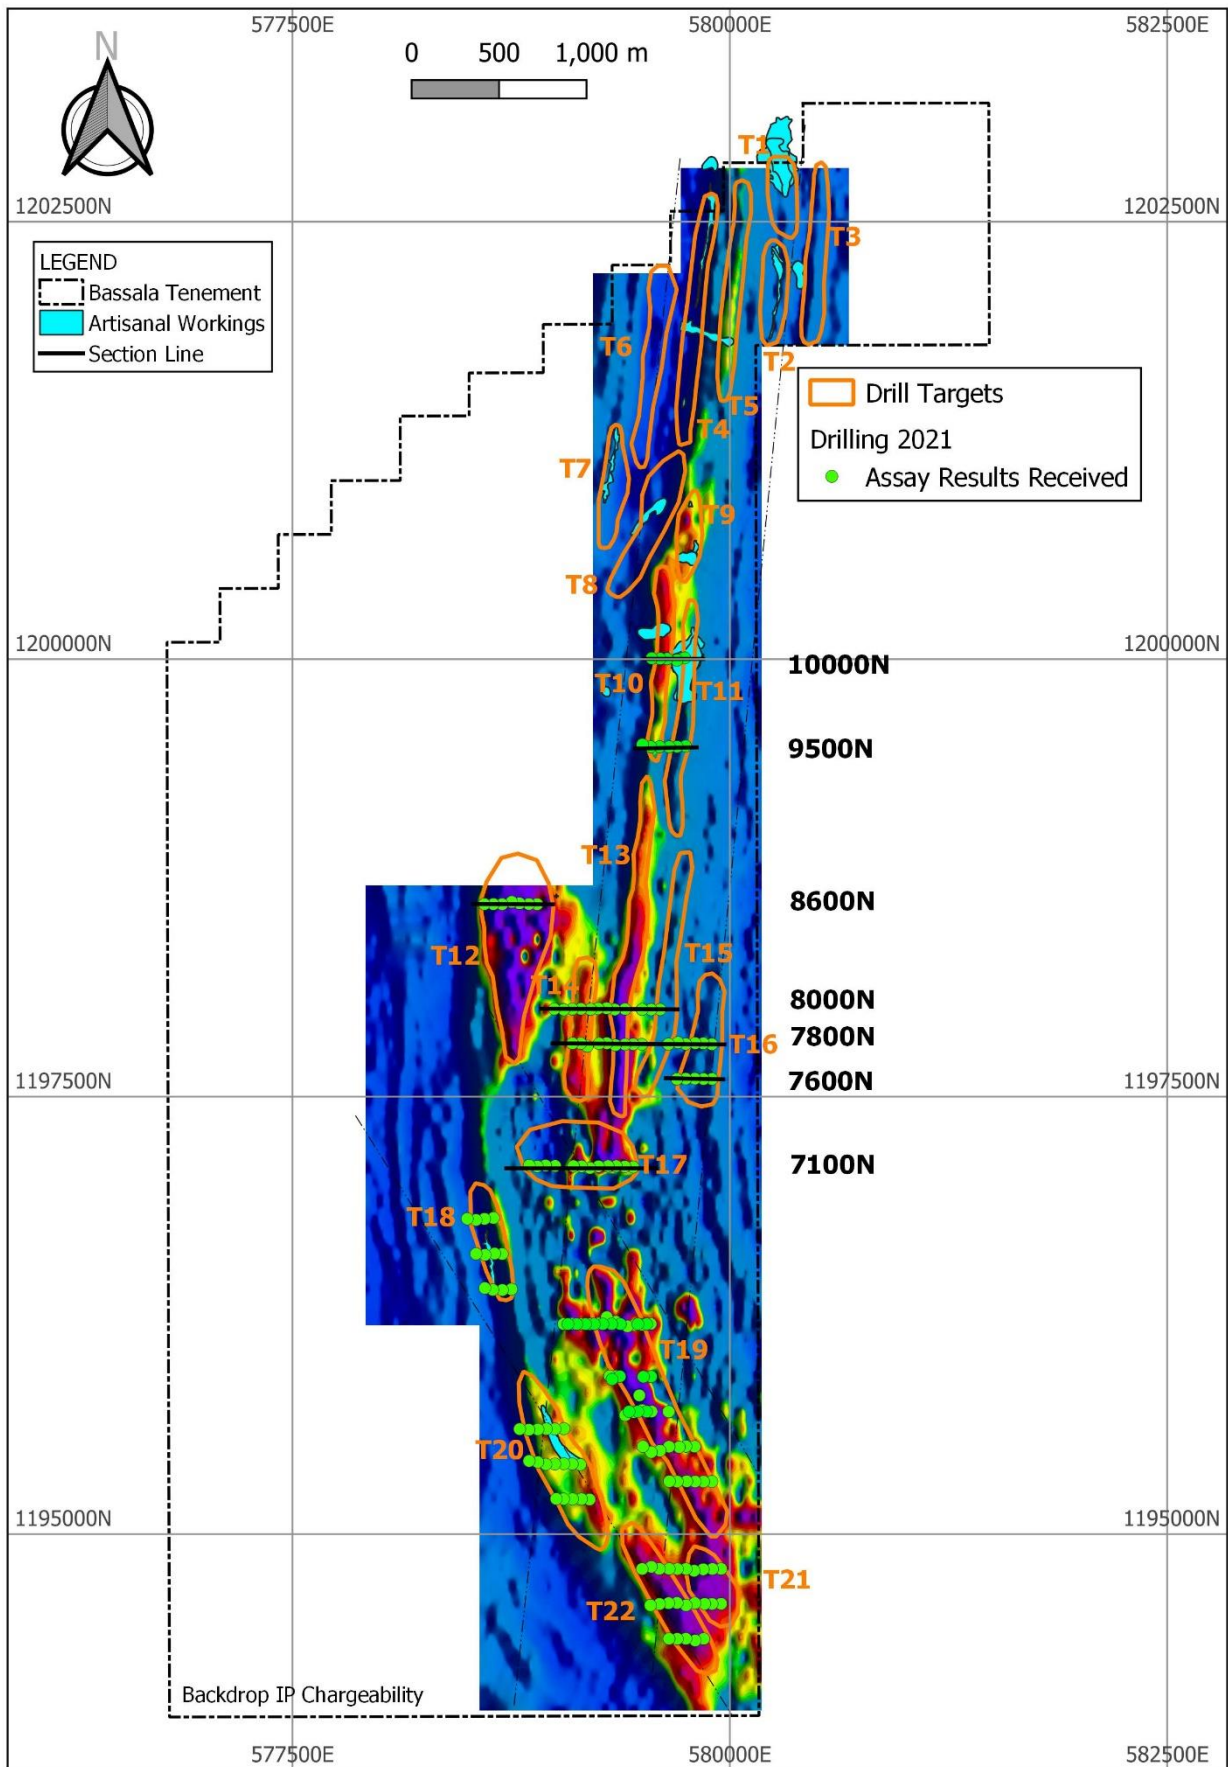 577500E
580000E
582500E
N
0 500 1,000 m
T1
1202500N
1202500N
T3
LEGEND
Bassala Tenement
Artisanal Workings
Section Line
T6
T2
Drill Targets
Drilling 2021
Assay Results Received
T5
T4
T7
T9
T8
1200000N
1200000N
10000N
T10
T11
9500N
T13
8600N
T12
T15
T14
8000N
7800N
T16
7600N
1197500N
1197500N
7100N
T17
T18
T19
T20
1195000N
1195000N
T21
T22
Backdrop IP Chargeability
577500E
580000E
582500E